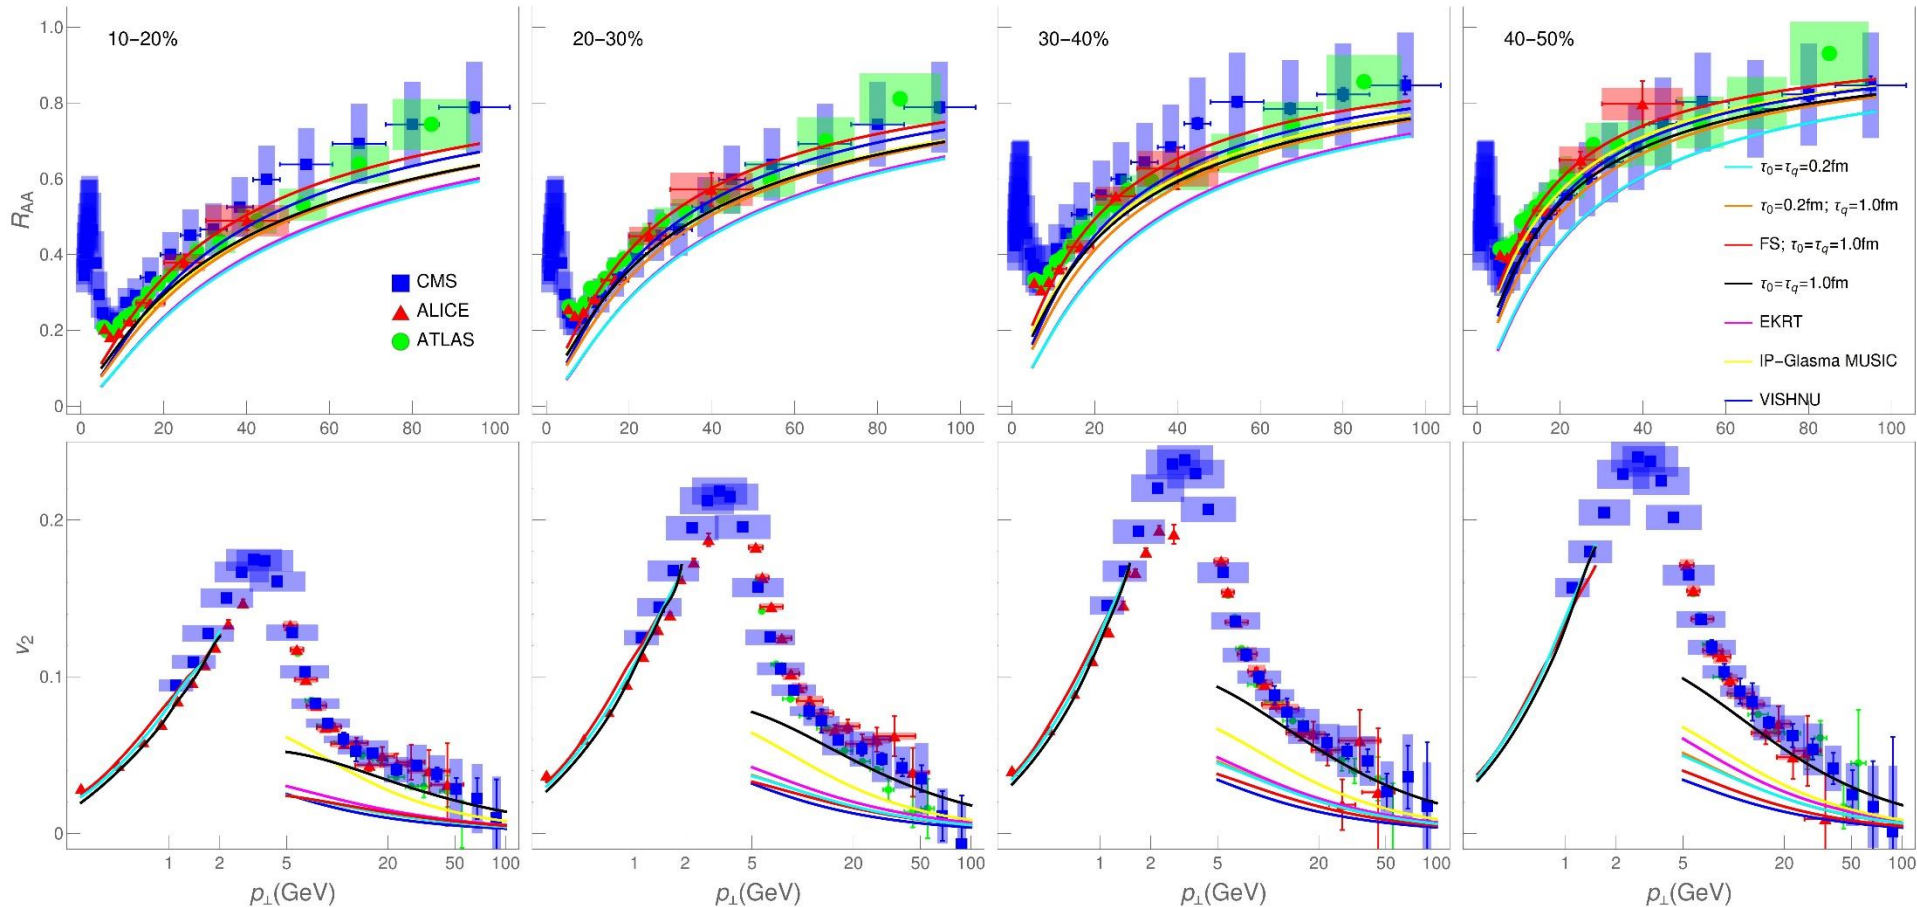 10−20%
20−30%
30−40%
40−50%
1.0
0.8
0.6
0.4
0.2
0
R_AA
CMS
ALICE
ATLAS
τ₀=τ_q=0.2fm
τ₀=0.2fm; τ_q=1.0fm
FS; τ₀=τ_q=1.0fm
τ₀=τ_q=1.0fm
EKRT
IP−Glasma MUSIC
VISHNU
0 20 40 60 80 100
0 20 40 60 80 100
0 20 40 60 80 100
0 20 40 60 80 100
0.2
0.1
0
v₂
1 2 5 20 50 100
1 2 5 20 50 100
1 2 5 20 50 100
1 2 5 20 50 100
p⊥(GeV)
p⊥(GeV)
p⊥(GeV)
p⊥(GeV)